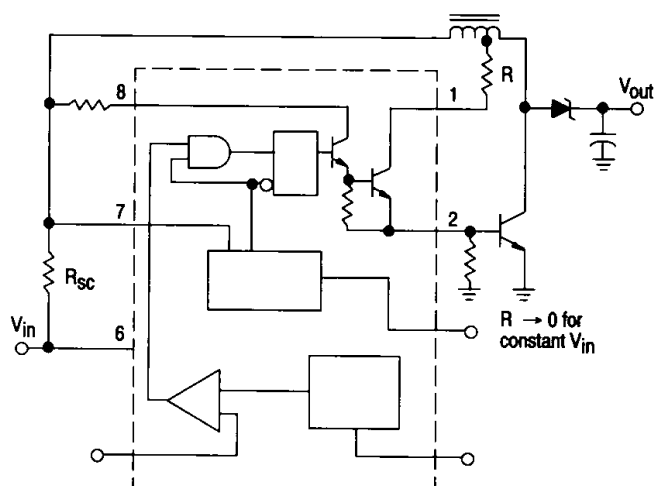 R
V_out
8
1
7
2
R_sc
V_in
6
R → 0 for
constant V_in